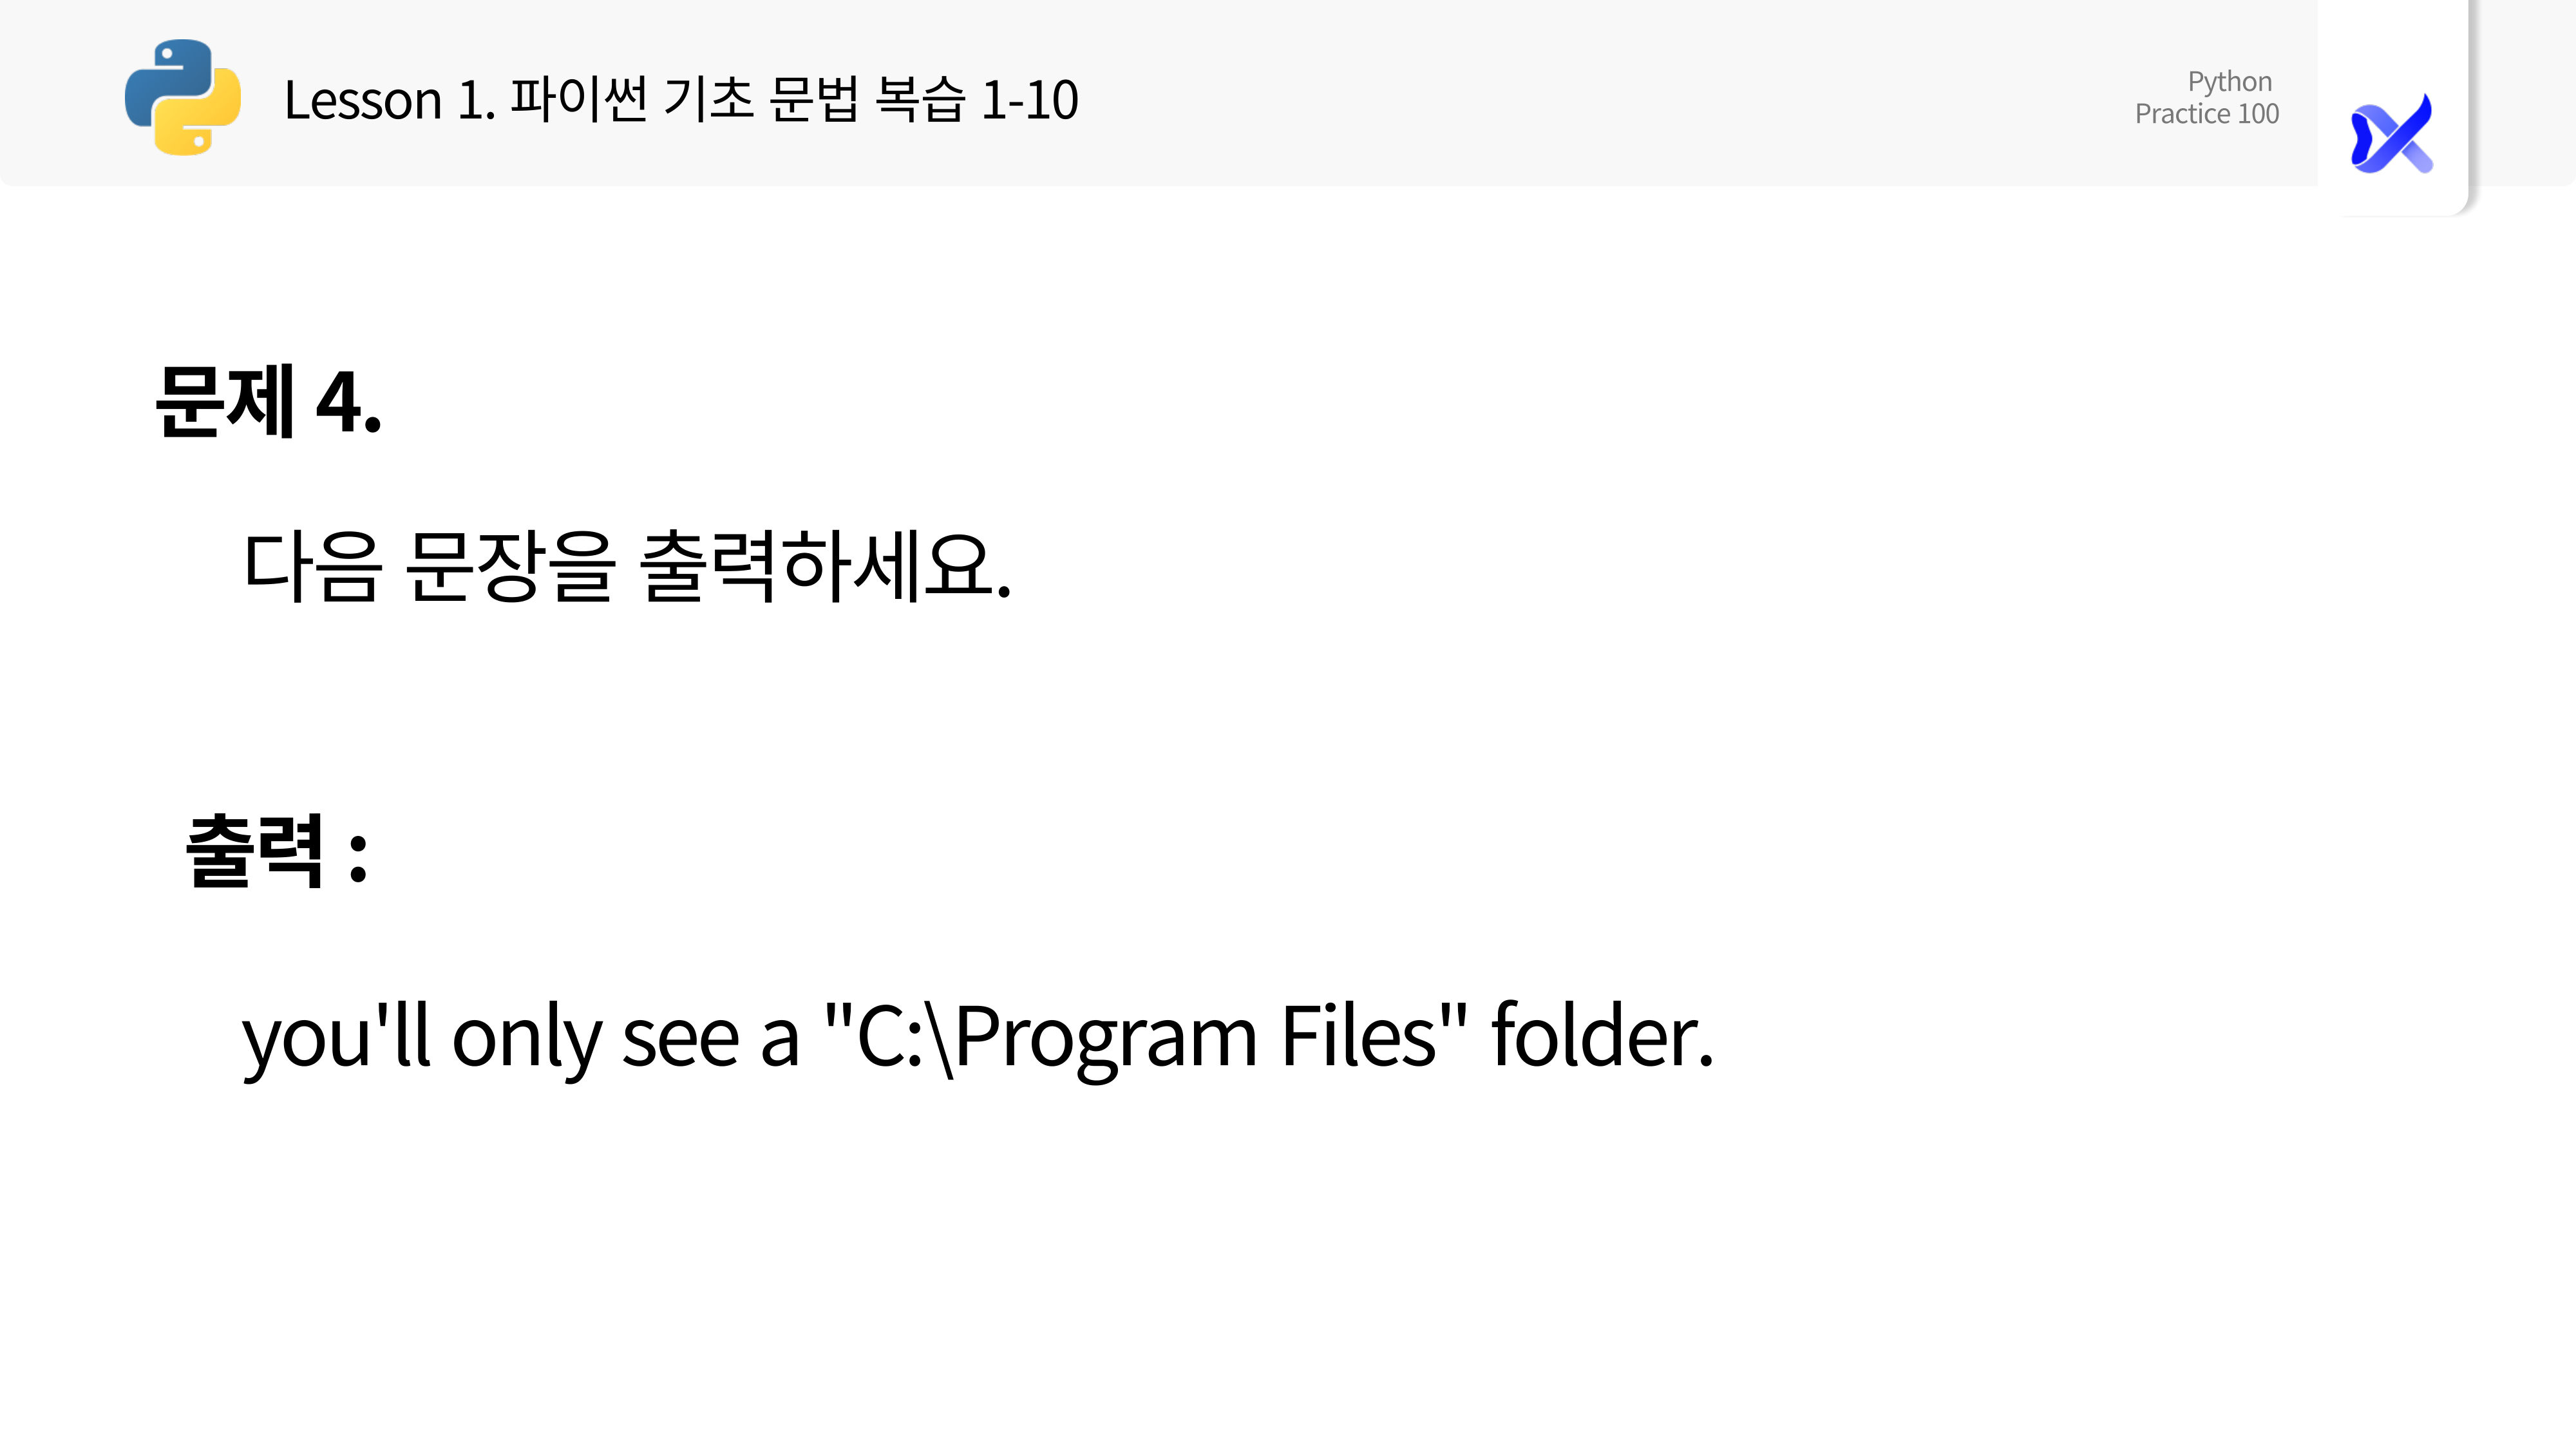 Lesson 1. 파이썬 기초 문법 복습 1-10
Python
Practice 100
문제 4.
다음 문장을 출력하세요.
출력 :
you'll only see a "C:\Program Files" folder.